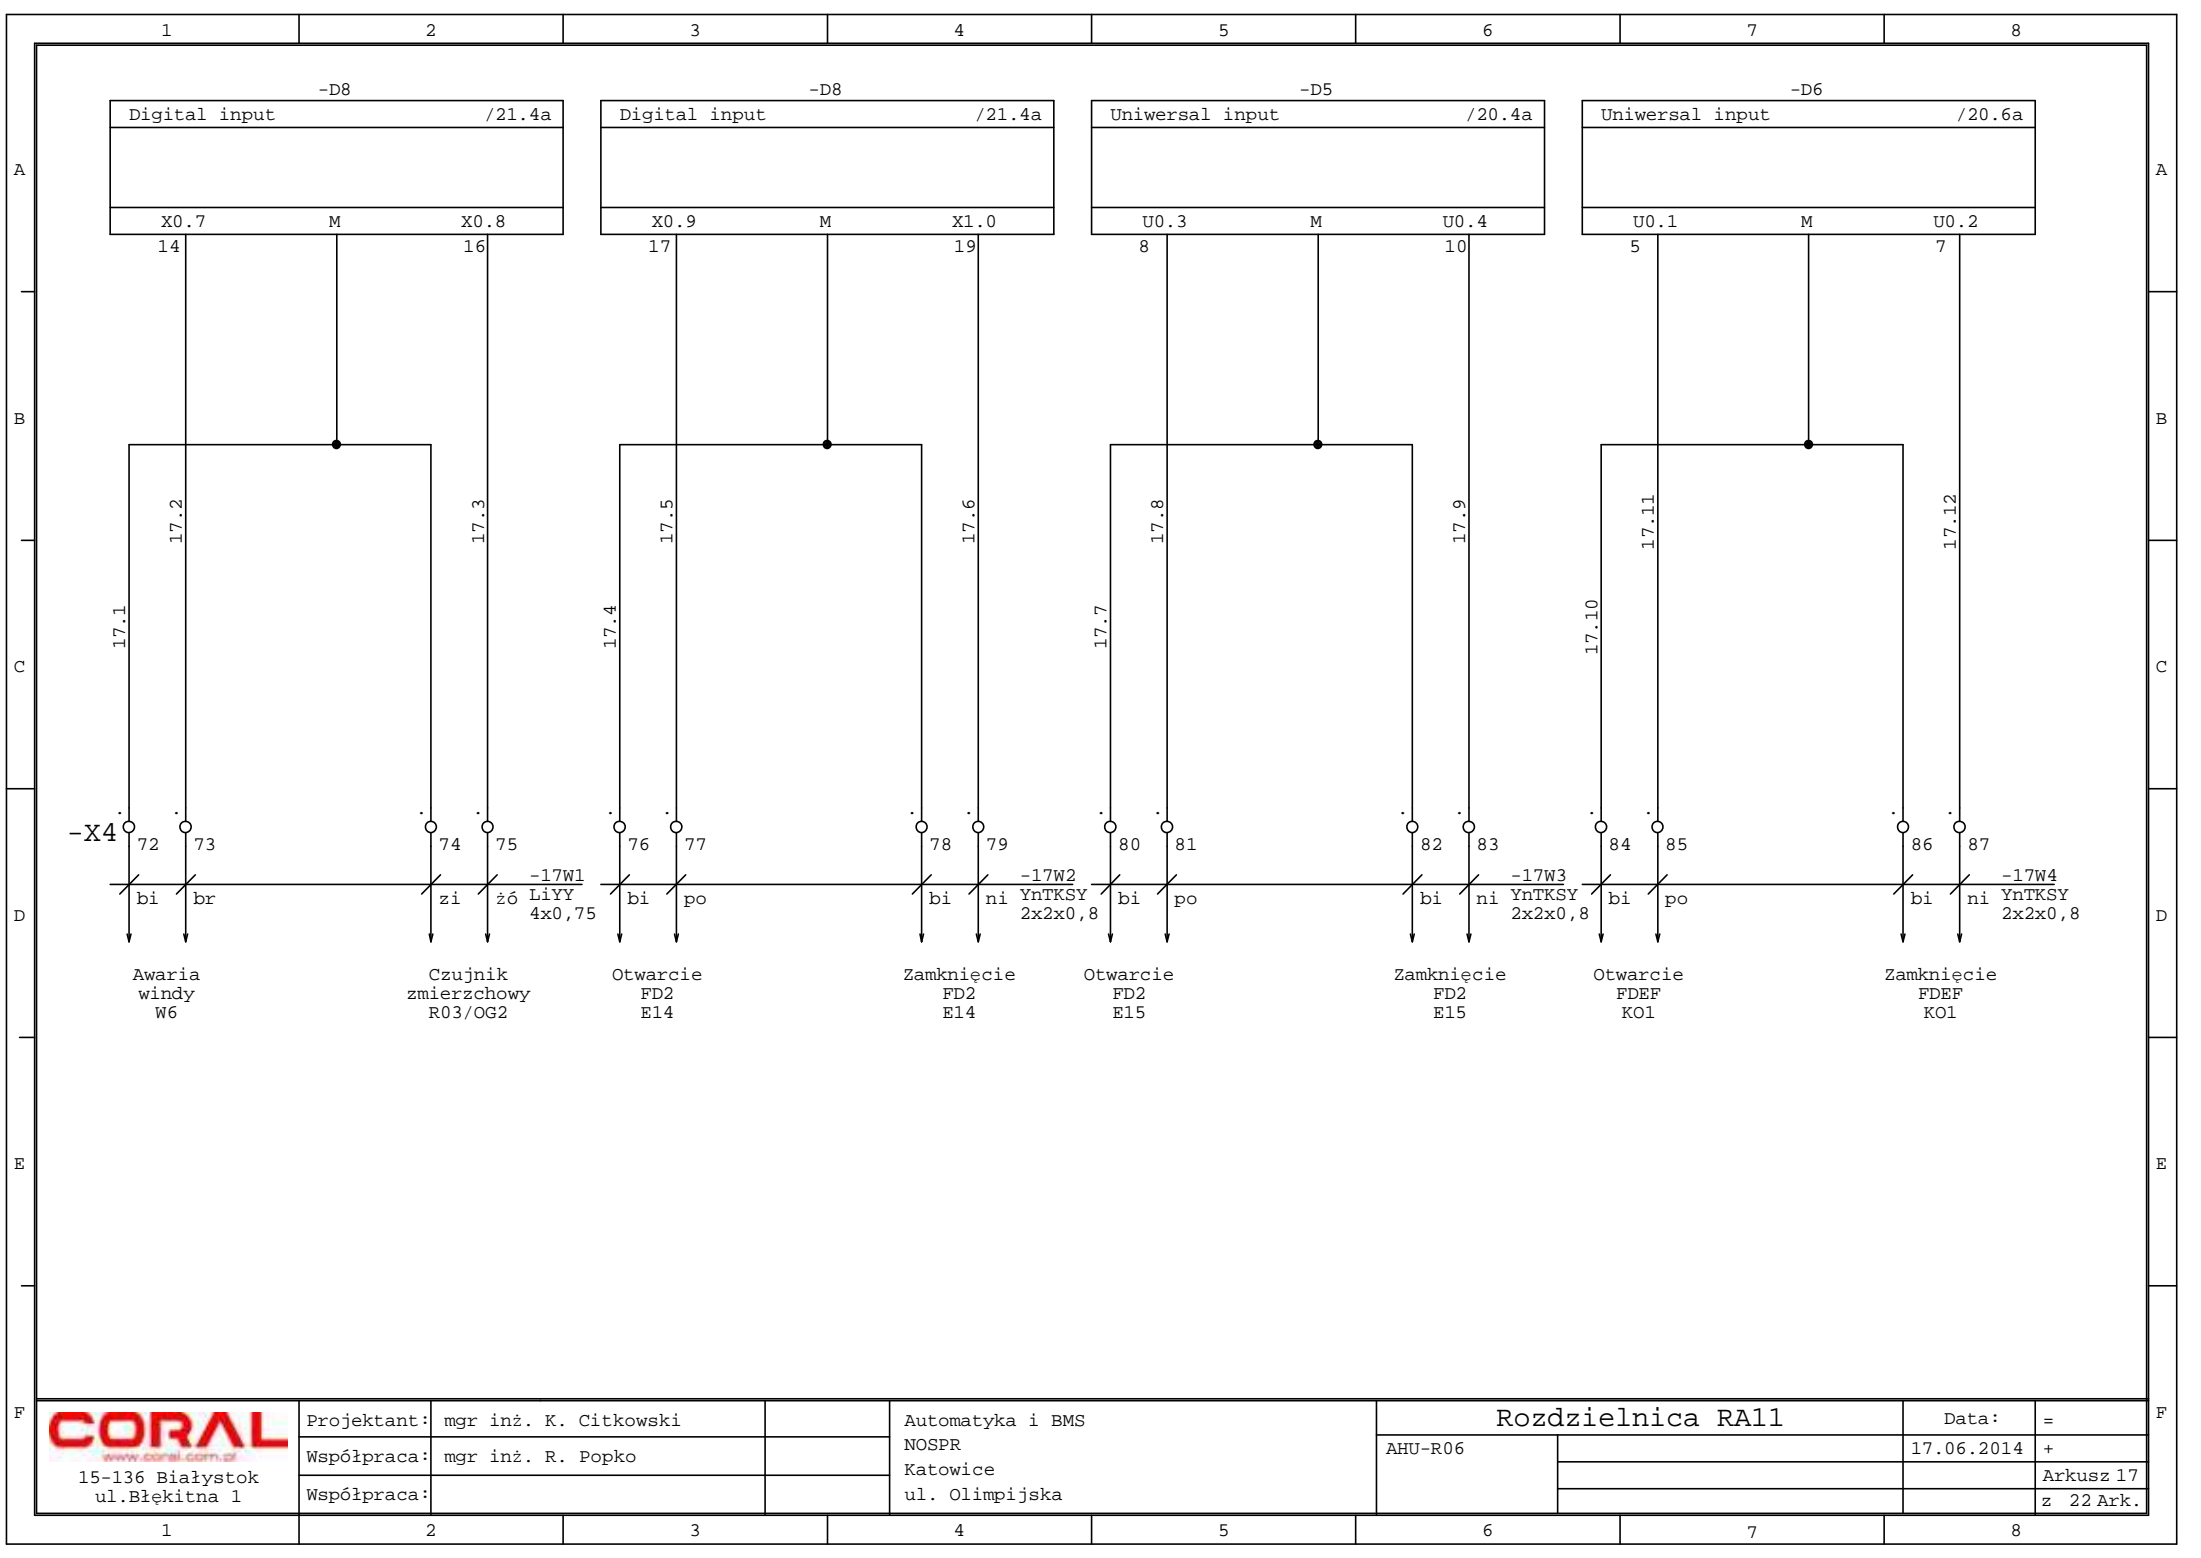 1 2 3 4 5 6 7 8
-D8 -D8 -D5 -D6
Digital input /21.4a Digital input /21.4a Uniwersal input /20.4a Uniwersal input /20.6a
A A
X0.7 M X0.8 X0.9 M X1.0 U0.3 M U0.4 U0.1 M U0.2
14 16 17 19 8 10 5 7
B B
17.2 17.3 17.5 17.6 17.8 17.9 17.11 17.12
17.1 17.4 17.7 17.10
C C
-X4 72 73 74 75 76 77 78 79 80 81 82 83 84 85 86 87
-17W1 -17W2 -17W3 -17W4
bi br zi żó LiYY bi po bi ni YnTKSY bi po bi ni YnTKSY bi po bi ni YnTKSY
4x0,75 2x2x0,8 2x2x0,8 2x2x0,8
D D
Awaria Czujnik Otwarcie Zamknięcie Otwarcie Zamknięcie Otwarcie Zamknięcie
windy zmierzchowy FD2 FD2 FD2 FD2 FDEF FDEF
W6 R03/OG2 E14 E14 E15 E15 KO1 KO1
E E
F F
CORAL
www.coral.com.pl
15-136 Białystok
ul.Błękitna 1
Projektant: mgr inż. K. Citkowski
Współpraca: mgr inż. R. Popko
Współpraca:
Automatyka i BMS
NOSPR
Katowice
ul. Olimpijska
Rozdzielnica RA11
AHU-R06
Data: =
17.06.2014 +
Arkusz 17
z 22 Ark.
1 2 3 4 5 6 7 8